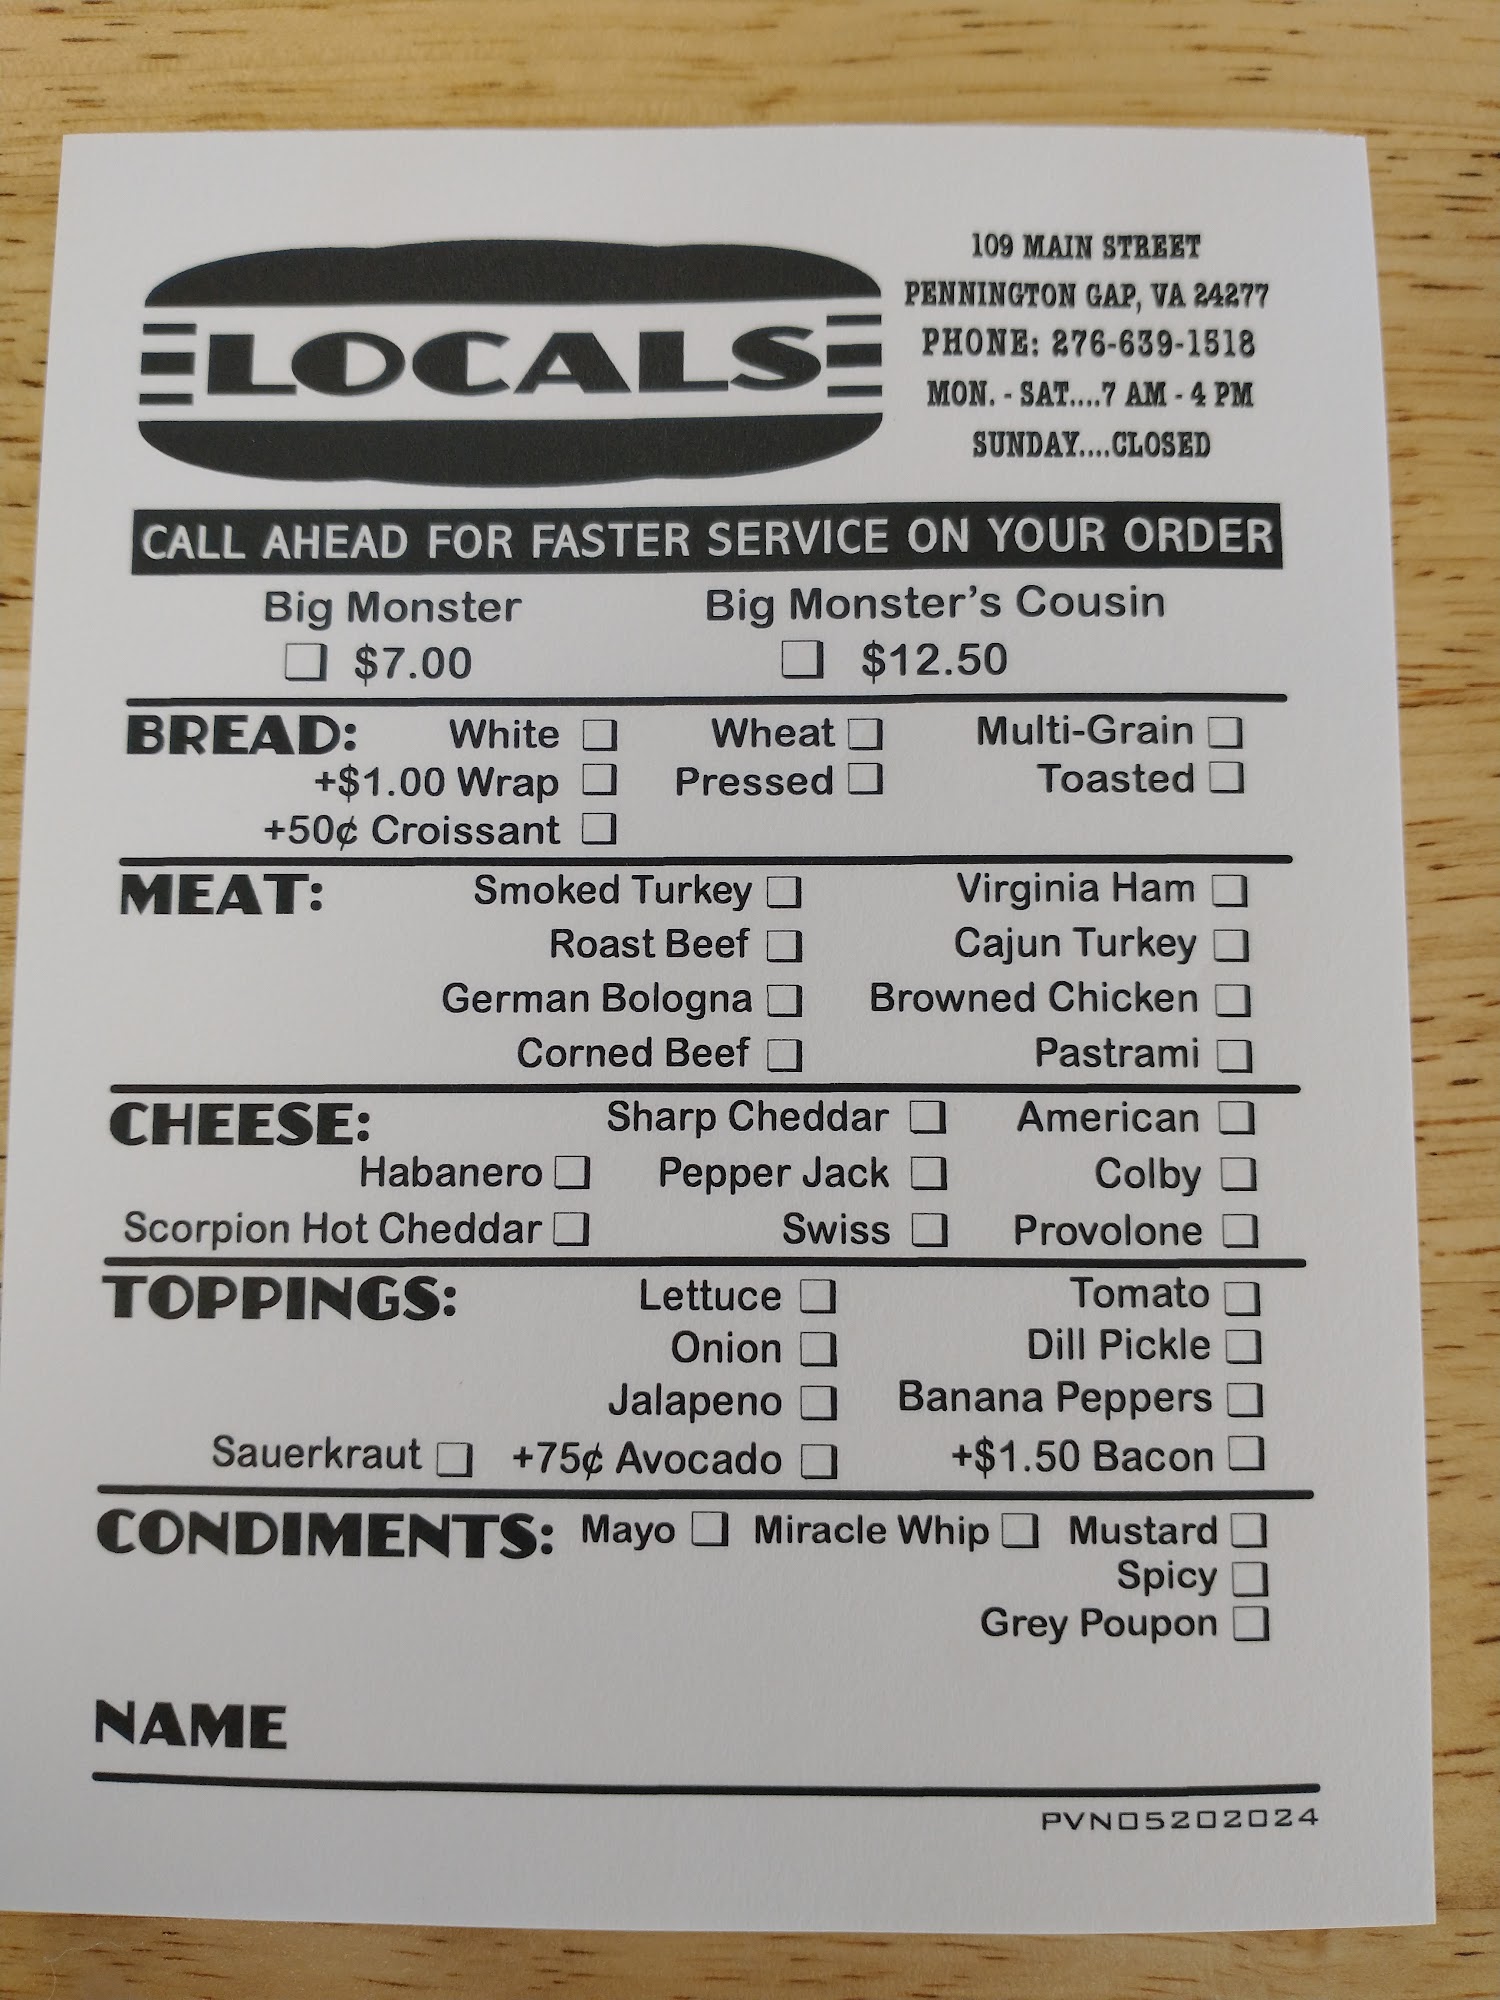 LOCALS
109 MAIN STREET
PENNINGTON GAP, VA 24277
PHONE: 276-639-1518
MON. - SAT....7 AM - 4 PM
SUNDAY....CLOSED
CALL AHEAD FOR FASTER SERVICE ON YOUR ORDER
Big Monster Big Monster's Cousin
$7.00 $12.50
BREAD: White Wheat Multi-Grain
+$1.00 Wrap Pressed Toasted
+50¢ Croissant
MEAT: Smoked Turkey Virginia Ham
Roast Beef Cajun Turkey
German Bologna Browned Chicken
Corned Beef Pastrami
CHEESE: Sharp Cheddar American
Habanero Pepper Jack Colby
Scorpion Hot Cheddar Swiss Provolone
TOPPINGS: Lettuce Tomato
Onion Dill Pickle
Jalapeno Banana Peppers
Sauerkraut +75¢ Avocado +$1.50 Bacon
CONDIMENTS: Mayo Miracle Whip Mustard
Spicy
Grey Poupon
NAME
PVN05202024